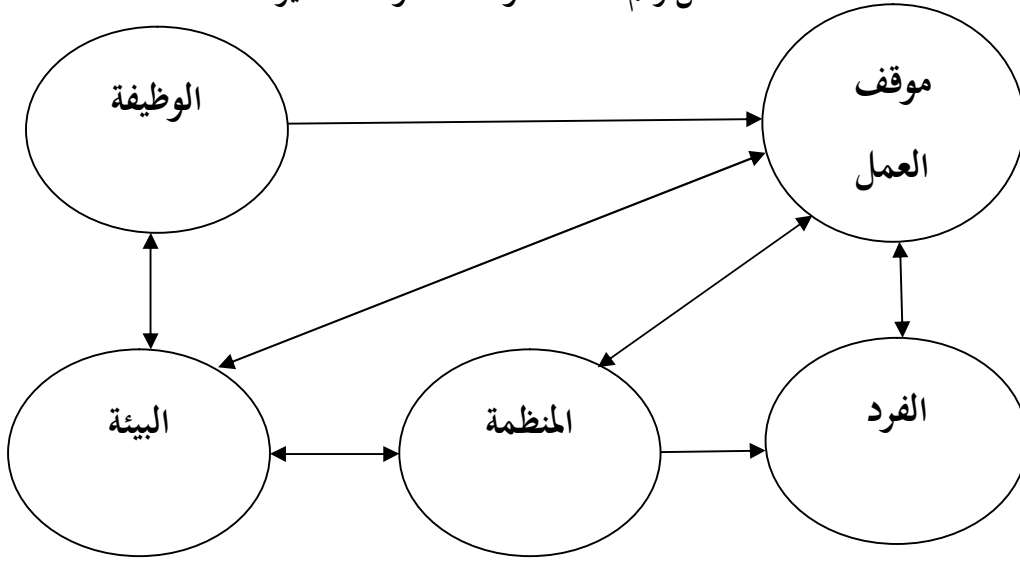 الوظيفة
موقف
العمل
البيئة
المنظمة
الفرد